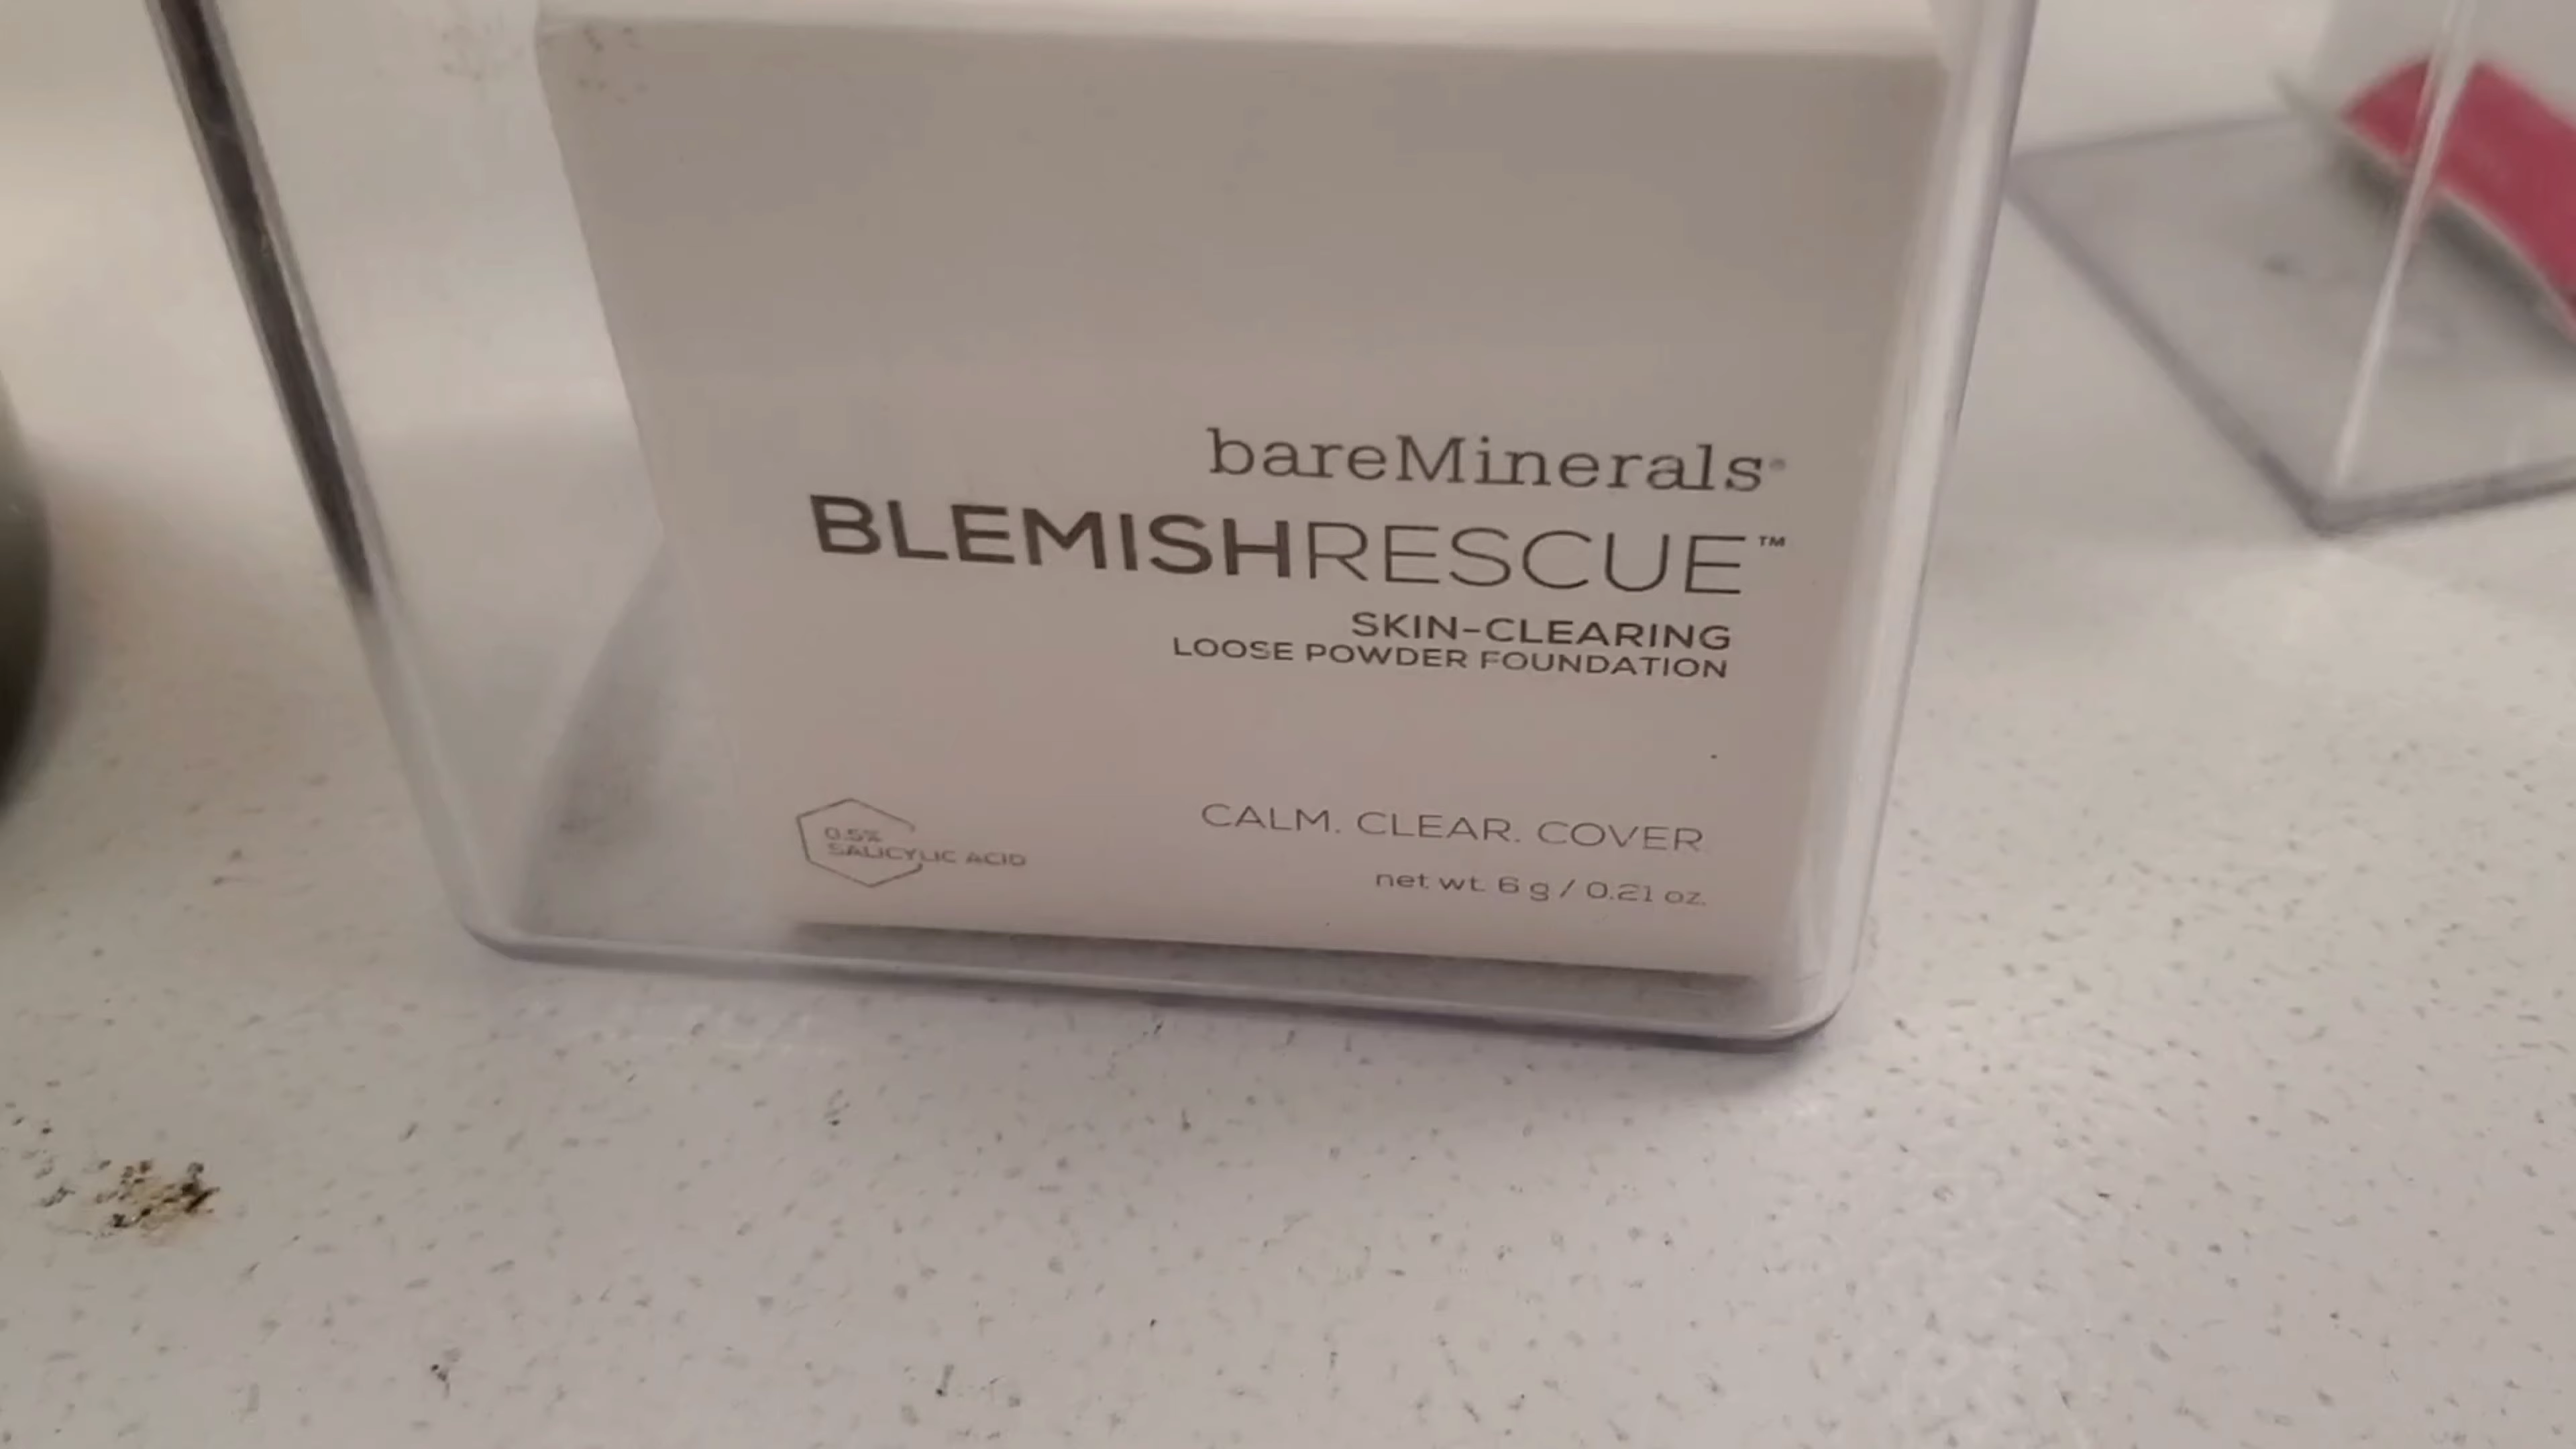 bareMinerals®
BLEMISHRESCUE™
SKIN-CLEARING
LOOSE POWDER FOUNDATION
0.5%
SALICYLIC ACID
CALM. CLEAR. COVER
net wt. 6 g / 0.21 oz.